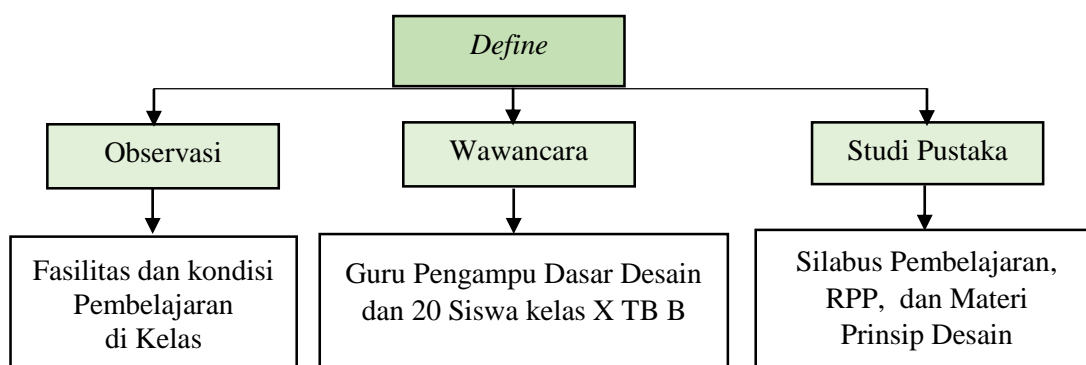 Define
Observasi
Wawancara
Studi Pustaka
Fasilitas dan kondisi
Pembelajaran
di Kelas
Guru Pengampu Dasar Desain
dan 20 Siswa kelas X TB B
Silabus Pembelajaran,
RPP, dan Materi
Prinsip Desain